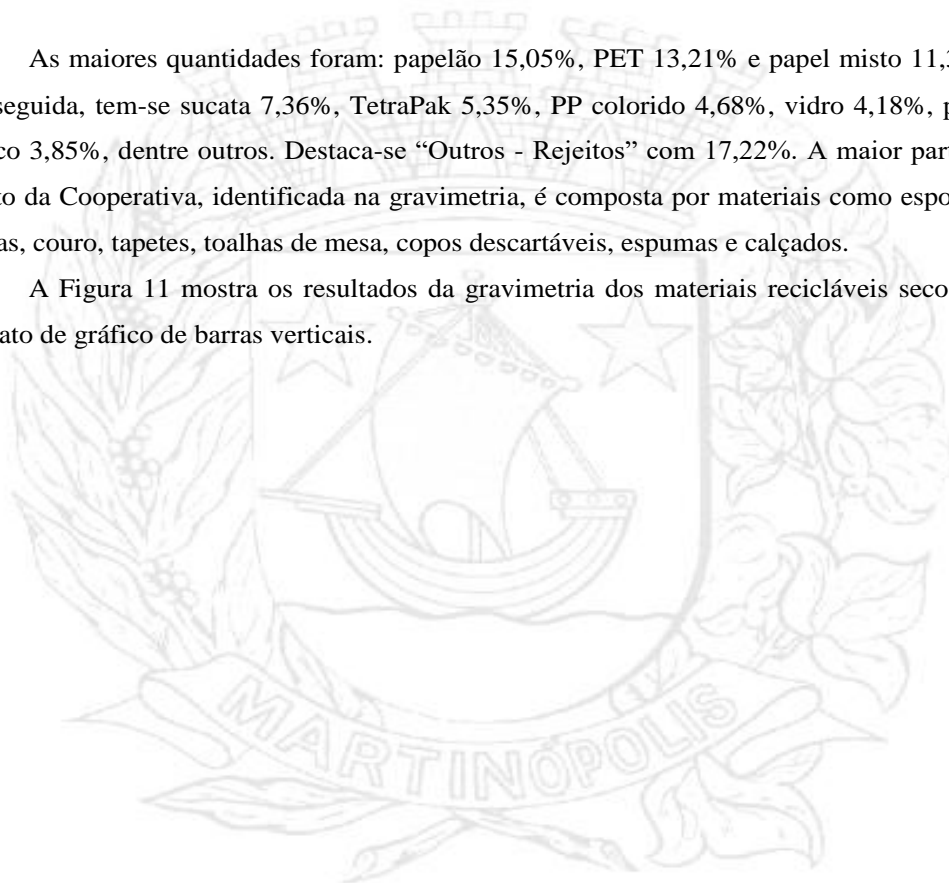 As maiores quantidades foram: papelão 15,05%, PET 13,21% e papel misto 11,
seguida, tem-se sucata 7,36%, TetraPak 5,35%, PP colorido 4,68%, vidro 4,18%,
co 3,85%, dentre outros. Destaca-se “Outros - Rejeitos” com 17,22%. A maior par
to da Cooperativa, identificada na gravimetria, é composta por materiais como espo
as, couro, tapetes, toalhas de mesa, copos descartáveis, espumas e calçados.
A Figura 11 mostra os resultados da gravimetria dos materiais recicláveis seco
ato de gráfico de barras verticais.
MARTINÓPOLIS